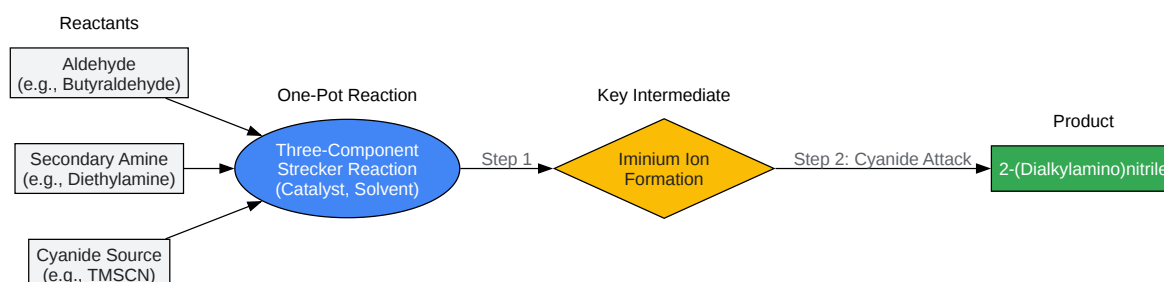 Reactants
Aldehyde
(e.g., Butyraldehyde)
One-Pot Reaction
Key Intermediate
Product
Three-Component
Strecker Reaction
(Catalyst, Solvent)
Secondary Amine
(e.g., Diethylamine)
Step 1
Iminium Ion
Formation
Step 2: Cyanide Attack
2-(Dialkylamino)nitrile
Cyanide Source
(e.g., TMSCN)